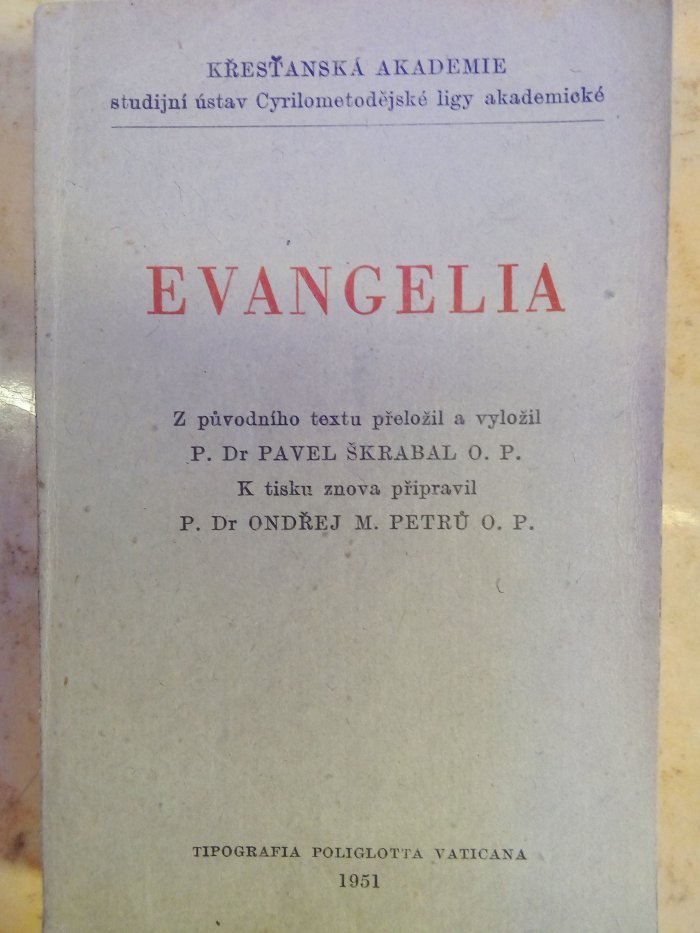 KŘESŤANSKÁ AKADEMIE
studijní ústav Cyrilometodějské ligy akademické
EVANGELIA
Z původního textu přeložil a vyložil
P. Dr PAVEL ŠKRABAL O. P.
K tisku znova připravil
P. Dr ONDŘEJ M. PETRŮ O. P.
TIPOGRAFIA POLIGLOTTA VATICANA
1951